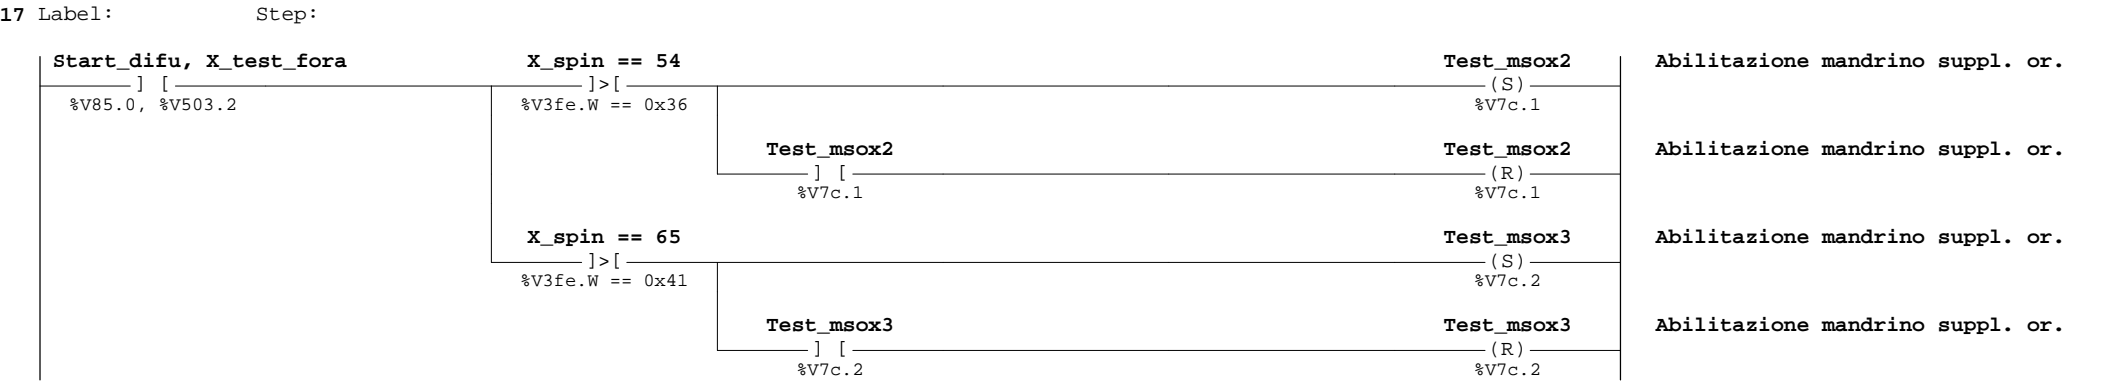 17 Label: Step:
Start_difu, X_test_fora X_spin == 54 Test_msox2 Abilitazione mandrino suppl. or.
] [ ]>[ (S)
%V85.0, %V503.2 %V3fe.W == 0x36 %V7c.1
Test_msox2 Test_msox2 Abilitazione mandrino suppl. or.
] [ (R)
%V7c.1 %V7c.1
X_spin == 65 Test_msox3 Abilitazione mandrino suppl. or.
]>[ (S)
%V3fe.W == 0x41 %V7c.2
Test_msox3 Test_msox3 Abilitazione mandrino suppl. or.
] [ (R)
%V7c.2 %V7c.2